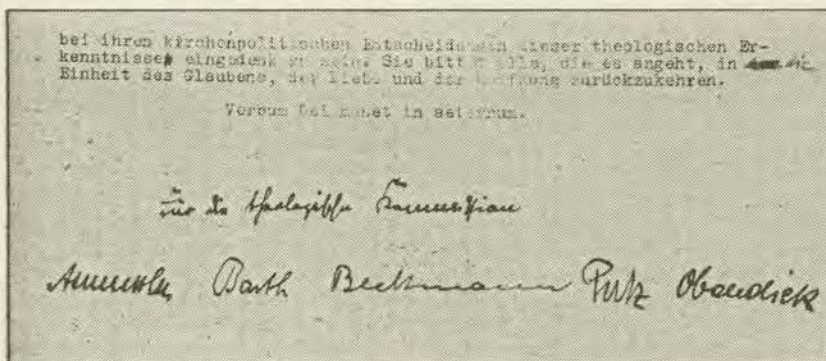 bei ihren kirchenpolitischen Entscheidungen dieser theologischen Er-
kenntnisse eingedenk zu sein. Sie bittet alle, die es angeht, in die
Einheit des Glaubens, der Liebe und der Hoffnung zurückzukehren.
Verbum Dei manet in aeternum.
Für die theologische Kommission
Asmussen Barth Beckmann Putz Obendiek